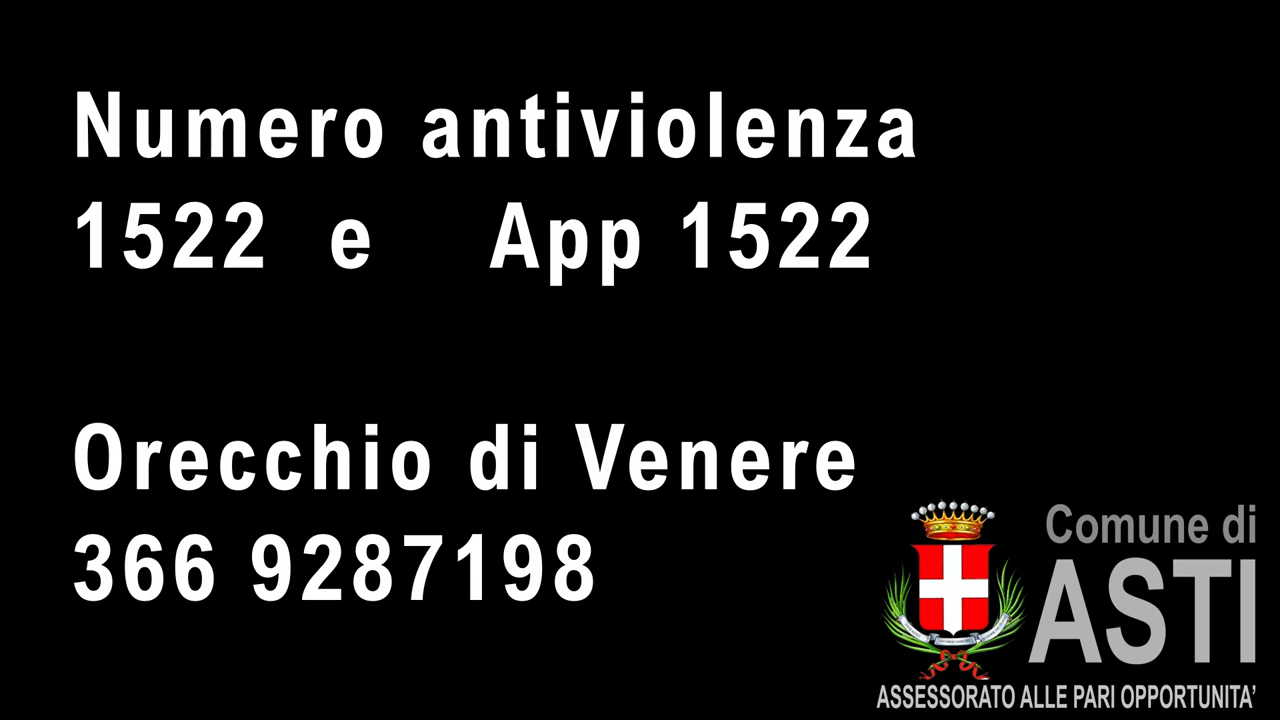 Numero antiviolenza
1522 e App 1522
Orecchio di Venere
366 9287198
Comune di
ASTI
ASSESSORATO ALLE PARI OPPORTUNITA'